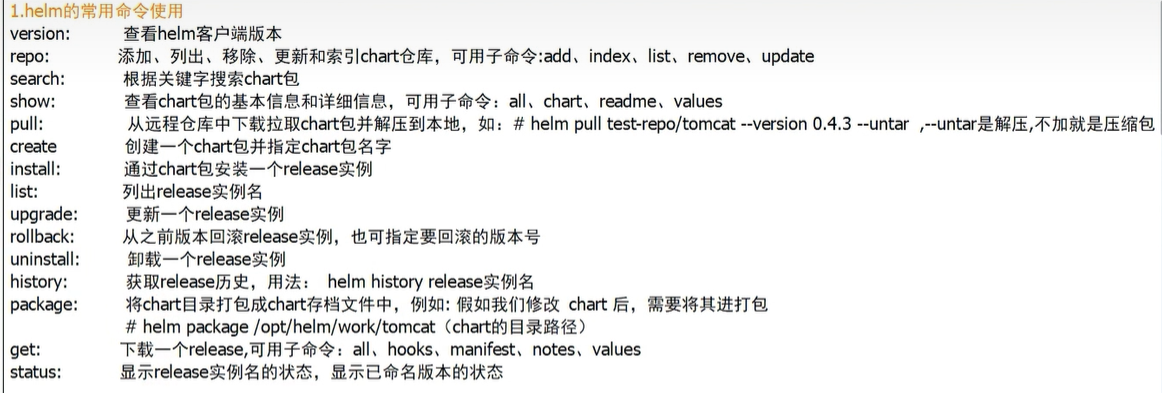 1.helm的常用命令使用
version: 查看helm客户端版本
repo: 添加、列出、移除、更新和索引chart仓库，可用子命令:add、index、list、remove、update
search: 根据关键字搜索chart包
show: 查看chart包的基本信息和详细信息，可用子命令：all、chart、readme、values
pull: 从远程仓库中下载拉取chart包并解压到本地，如：# helm pull test-repo/tomcat --version 0.4.3 --untar ,--untar是解压,不加就是压缩包
create 创建一个chart包并指定chart包名字
install: 通过chart包安装一个release实例
list: 列出release实例名
upgrade: 更新一个release实例
rollback: 从之前版本回滚release实例，也可指定要回滚的版本号
uninstall: 卸载一个release实例
history: 获取release历史，用法： helm history release实例名
package: 将chart目录打包成chart存档文件中，例如: 假如我们修改 chart 后，需要将其进打包
# helm package /opt/helm/work/tomcat（chart的目录路径）
get: 下载一个release,可用子命令：all、hooks、manifest、notes、values
status: 显示release实例名的状态，显示已命名版本的状态